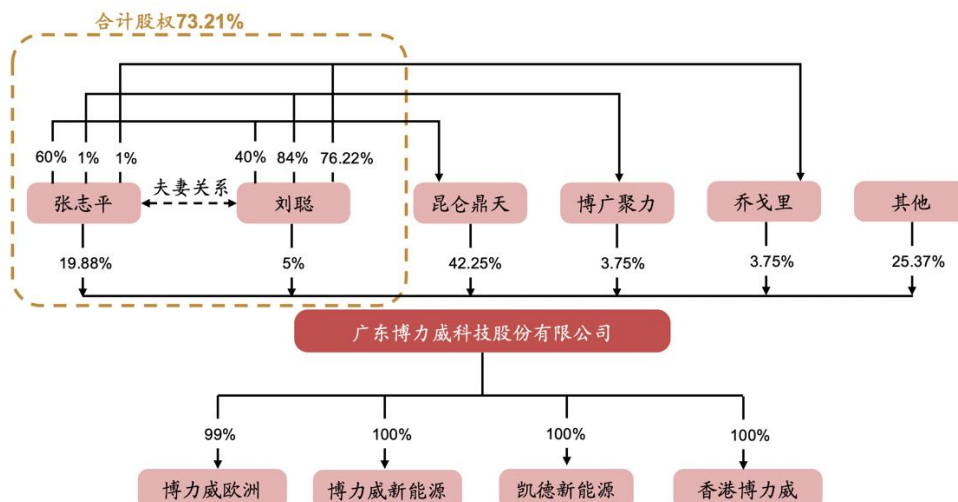 合计股权73.21%
60%
1%
1%
40%
84%
76.22%
张志平
夫妻关系
刘聪
昆仑鼎天
博广聚力
乔戈里
其他
19.88%
5%
42.25%
3.75%
3.75%
25.37%
广东博力威科技股份有限公司
99%
100%
100%
100%
博力威欧洲
博力威新能源
凯德新能源
香港博力威